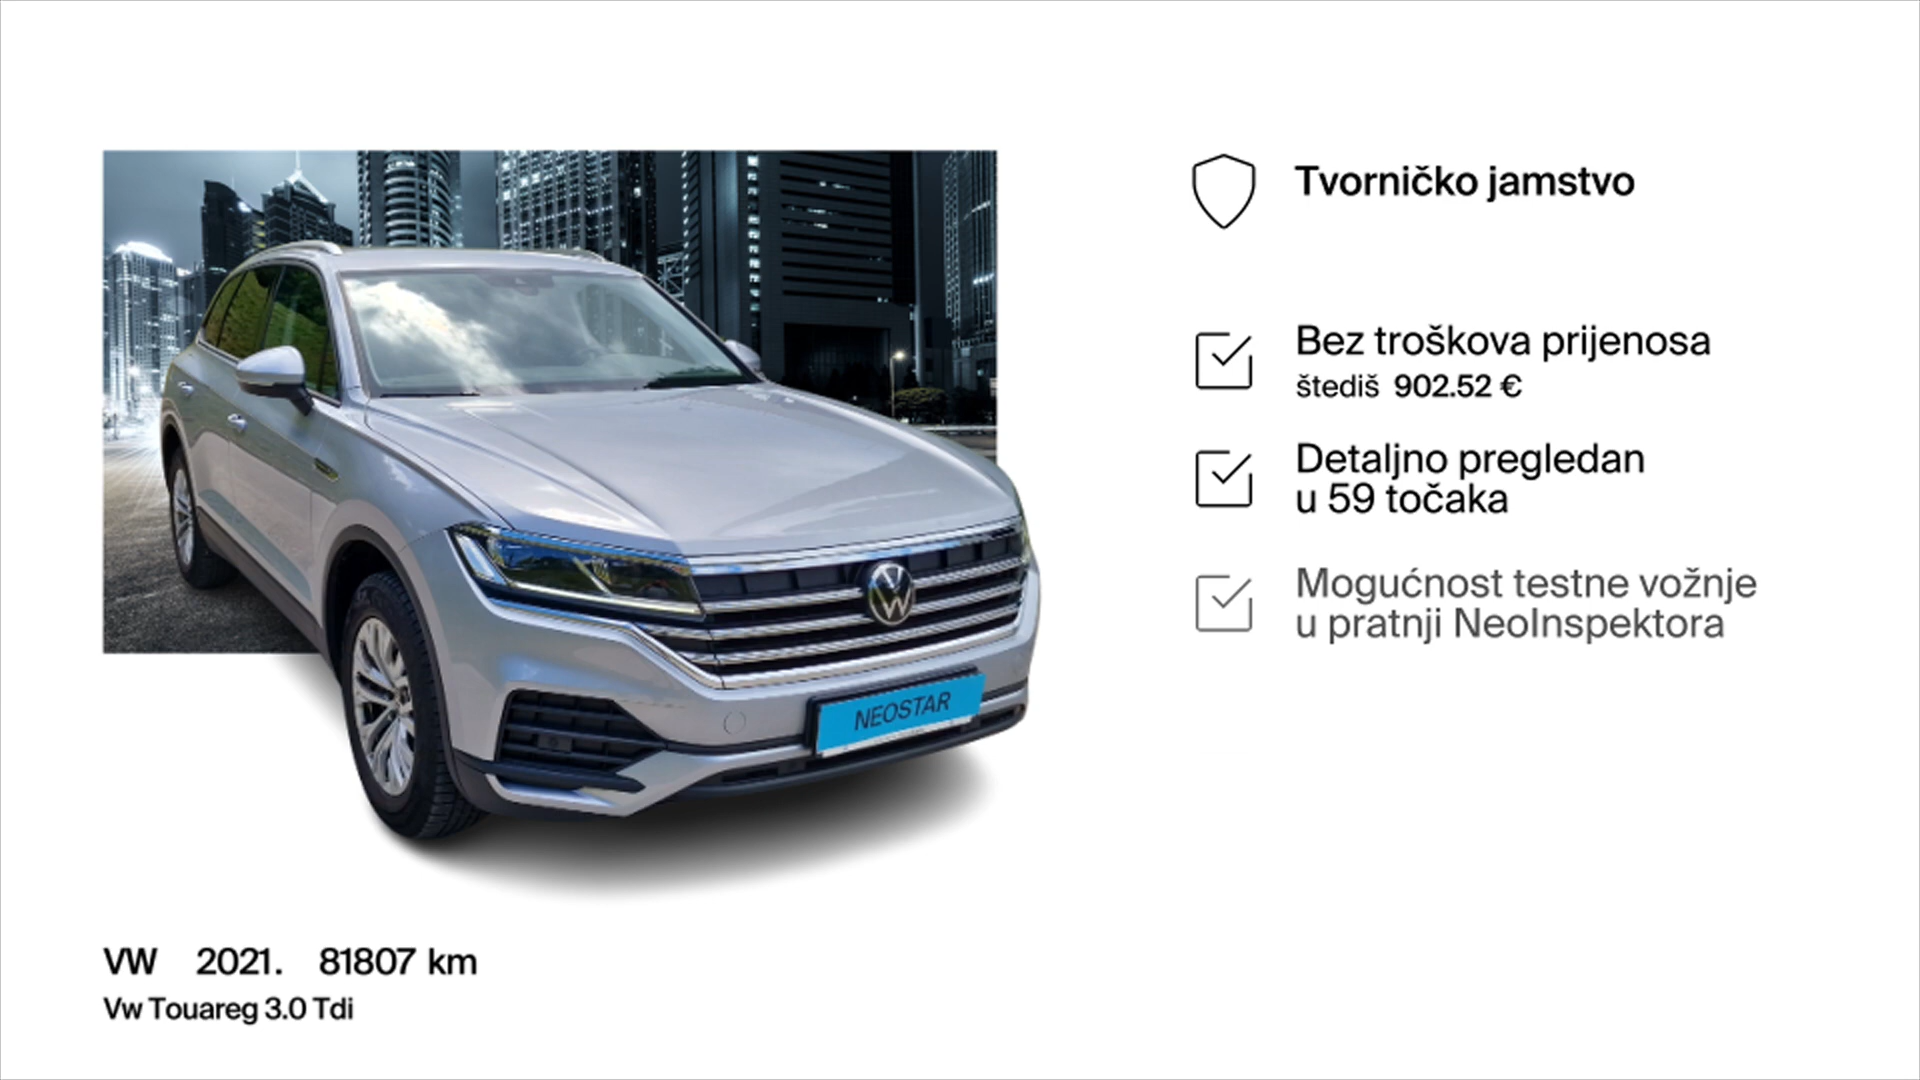 Tvorničko jamstvo
Bez troškova prijenosa
štediš 902.52 €
Detaljno pregledan
u 59 točaka
Mogućnost testne vožnje
u pratnji NeoInspektora
NEOSTAR
VW 2021. 81807 km
Vw Touareg 3.0 Tdi